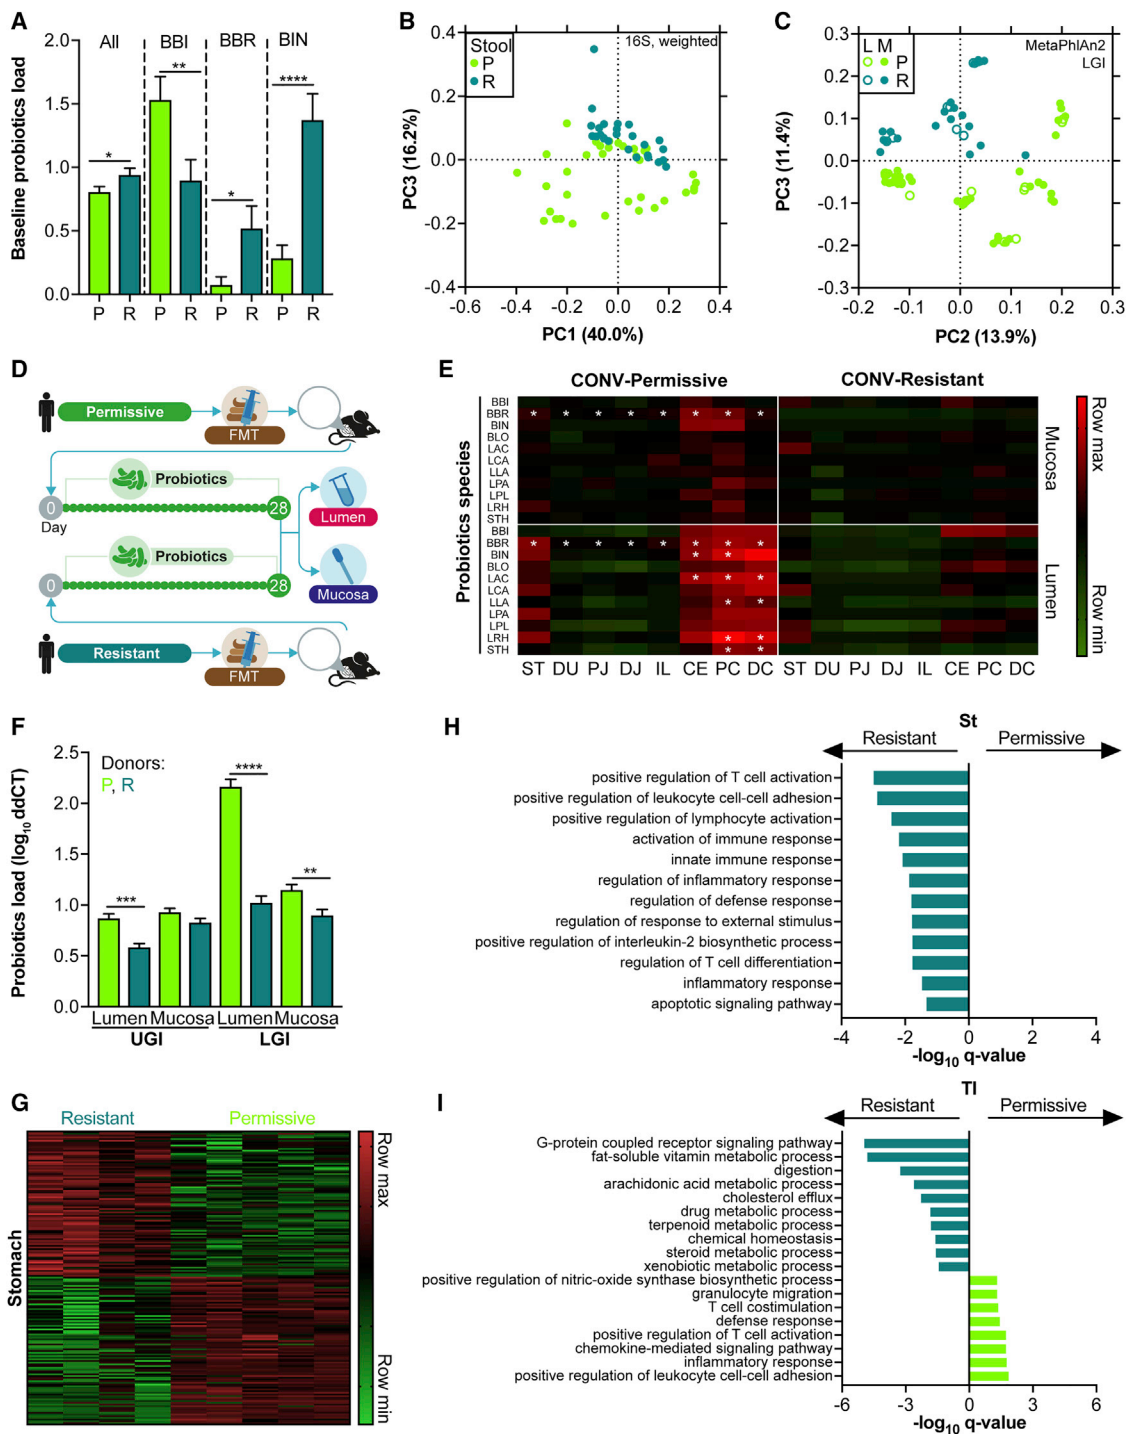 A
All BBI BBR BIN
Baseline probiotics load
2.0
1.5
1.0
0.5
0.0
* ** * ****
P R P R P R P R
B
Stool
P
R
16S, weighted
PC3 (16.2%)
0.4
0.2
0.0
-0.2
-0.4
-0.6 -0.4 -0.2 0.0 0.2 0.4
PC1 (40.0%)
C
L M
P
R
MetaPhlAn2
LGI
PC3 (11.4%)
0.3
0.2
0.1
0.0
-0.1
-0.2
-0.3
-0.2 -0.1 0.0 0.1 0.2 0.3
PC2 (13.9%)
D
Permissive
FMT
Probiotics
0
28
Day
Lumen
Probiotics
0
28
Mucosa
Resistant
FMT
E
CONV-Permissive CONV-Resistant
Probiotics species
BBI
BBR * * * * * * * *
BIN
BLO
LAC
LCA
LLA
LPA
LPL
LRH
STH
Mucosa
BBI
BBR * * * * * * * *
BIN * *
BLO
LAC * * *
LCA
LLA * *
LPA
LPL
LRH * *
STH * *
Lumen
ST DU PJ DJ IL CE PC DC ST DU PJ DJ IL CE PC DC
Row max
Row min
F
Donors:
P, R
Probiotics load (log10 ddCT)
2.5
2.0
1.5
1.0
0.5
0.0
*** **** **
Lumen Mucosa Lumen Mucosa
UGI LGI
G
Resistant Permissive
Stomach
Row max
Row min
H
St
Resistant Permissive
positive regulation of T cell activation
positive regulation of leukocyte cell-cell adhesion
positive regulation of lymphocyte activation
activation of immune response
innate immune response
regulation of inflammatory response
regulation of defense response
regulation of response to external stimulus
positive regulation of interleukin-2 biosynthetic process
regulation of T cell differentiation
inflammatory response
apoptotic signaling pathway
-4 -2 0 2 4
-log10 q-value
I
TI
Resistant Permissive
G-protein coupled receptor signaling pathway
fat-soluble vitamin metabolic process
digestion
arachidonic acid metabolic process
cholesterol efflux
drug metabolic process
terpenoid metabolic process
chemical homeostasis
steroid metabolic process
xenobiotic metabolic process
positive regulation of nitric-oxide synthase biosynthetic process
granulocyte migration
T cell costimulation
defense response
positive regulation of T cell activation
chemokine-mediated signaling pathway
inflammatory response
positive regulation of leukocyte cell-cell adhesion
-6 -3 0 3 6
-log10 q-value